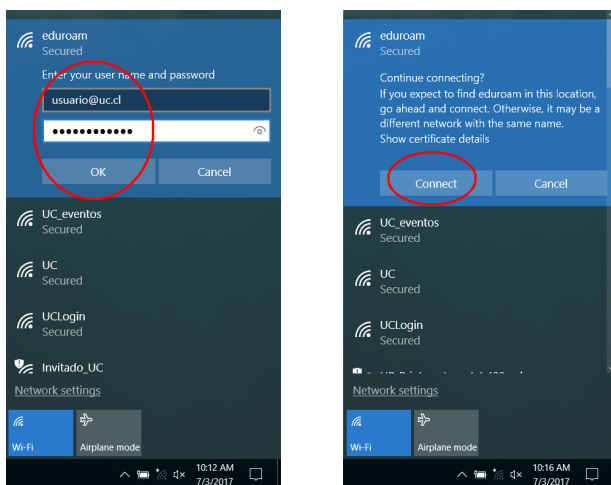 eduroam
Secured
Enter your user name and password
usuario@uc.cl
OK Cancel
UC_eventos
Secured
UC
Secured
UCLogin
Secured
Invitado_UC
Network settings
Wi-Fi Airplane mode
10:12 AM
7/3/2017
eduroam
Secured
Continue connecting?
If you expect to find eduroam in this location,
go ahead and connect. Otherwise, it may be a
different network with the same name.
Show certificate details
Connect Cancel
UC_eventos
Secured
UC
Secured
UCLogin
Secured
Network settings
Wi-Fi Airplane mode
10:16 AM
7/3/2017